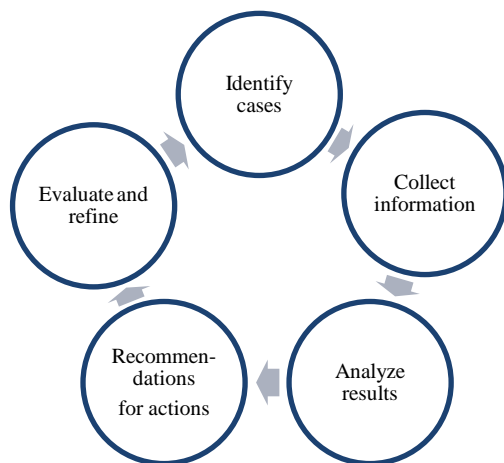 Identify
cases
Collect
information
Analyze
results
Recommen-
dations
for actions
Evaluate and
refine